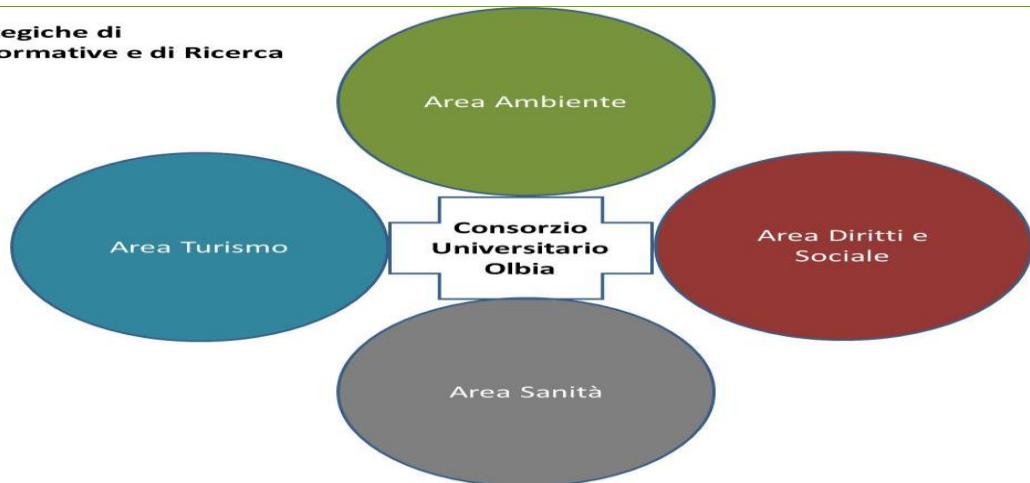 egiche di
ormative e di Ricerca
Area Ambiente
Area Turismo
Consorzio
Universitario
Olbia
Area Diritti e
Sociale
Area Sanità